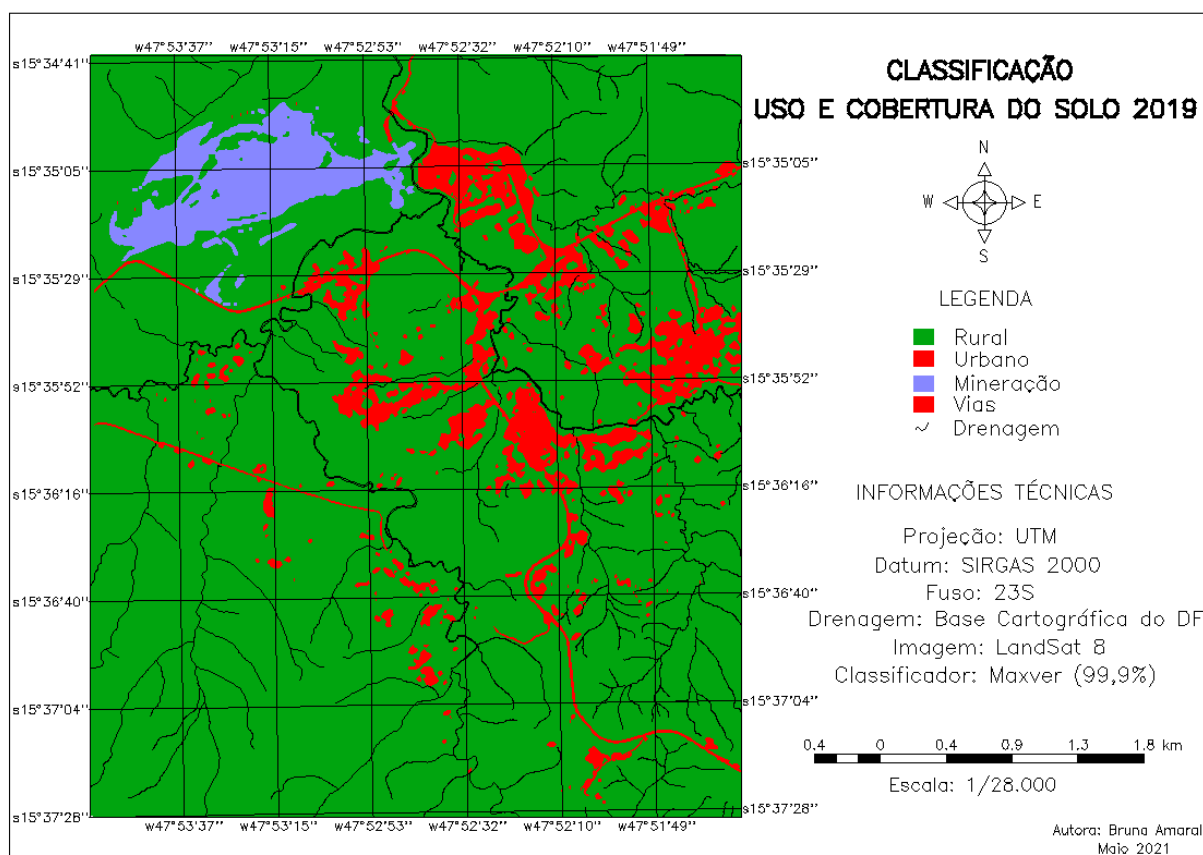 w47°53'37" w47°53'15" w47°52'53" w47°52'32" w47°52'10" w47°51'49"
s15°34'41"
s15°35'05" s15°35'05"
s15°35'29" s15°35'29"
s15°35'52" s15°35'52"
s15°36'16" s15°36'16"
s15°36'40" s15°36'40"
s15°37'04" s15°37'04"
s15°37'28" s15°37'28"
w47°53'37" w47°53'15" w47°52'53" w47°52'32" w47°52'10" w47°51'49"
CLASSIFICAÇÃO
USO E COBERTURA DO SOLO 2019
N
W E
S
LEGENDA
Rural
Urbano
Mineração
Vias
Drenagem
INFORMAÇÕES TÉCNICAS
Projeção: UTM
Datum: SIRGAS 2000
Fuso: 23S
Drenagem: Base Cartográfica do DF
Imagem: LandSat 8
Classificador: Maxver (99,9%)
0.4 0 0.4 0.9 1.3 1.8 km
Escala: 1/28.000
Autora: Bruna Amaral
Maio 2021